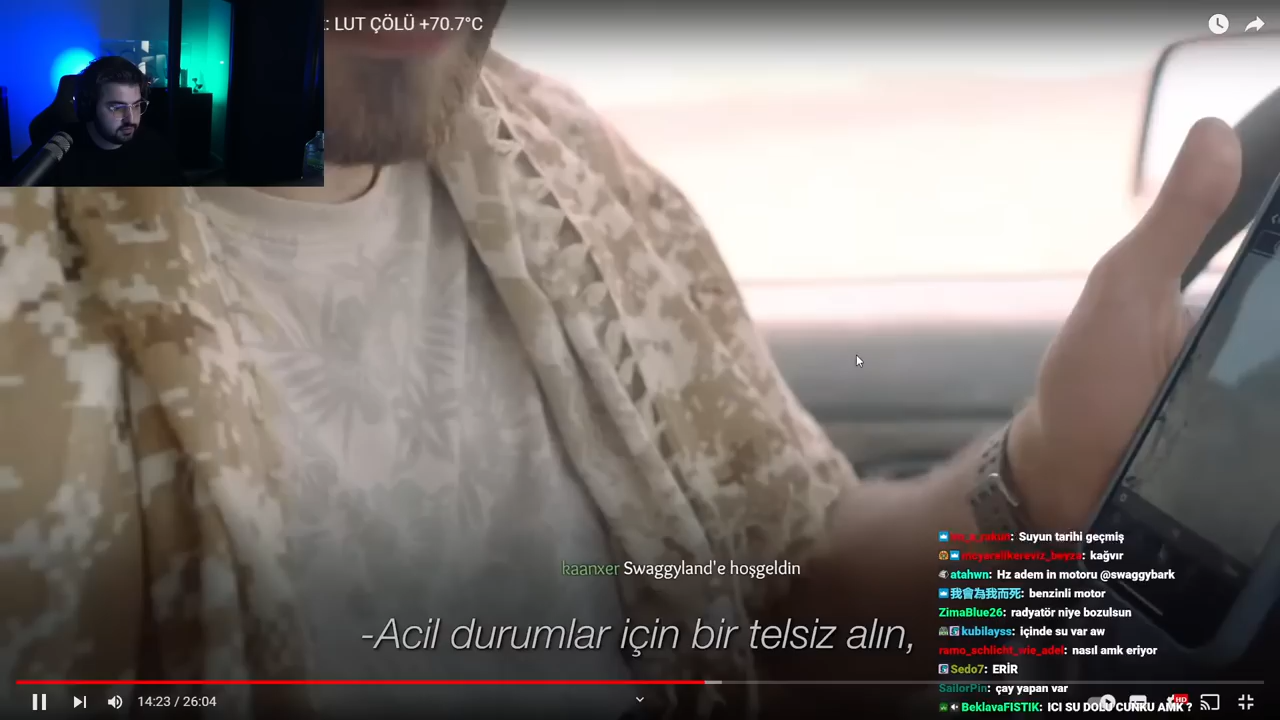 : LUT ÇÖLÜ +70.7°C
kaanxer Swaggyland'e hoşgeldin
-Acil durumlar için bir telsiz alın,
: Suyun tarihi geçmiş
: kağvır
atahwn: Hz adem in motoru @swaggybark
我會為我而死: benzinli motor
ZimaBlue26: radyatör niye bozulsun
kubilayss: içinde su var aw
ramo_schlicht_wie_adel: nasıl amk eriyor
Sedo7: ERİR
SailorPin: çay yapan var
BeklavaFISTIK: ICI SU DOLU CUNKU AMK ?
14:23 / 26:04
HD